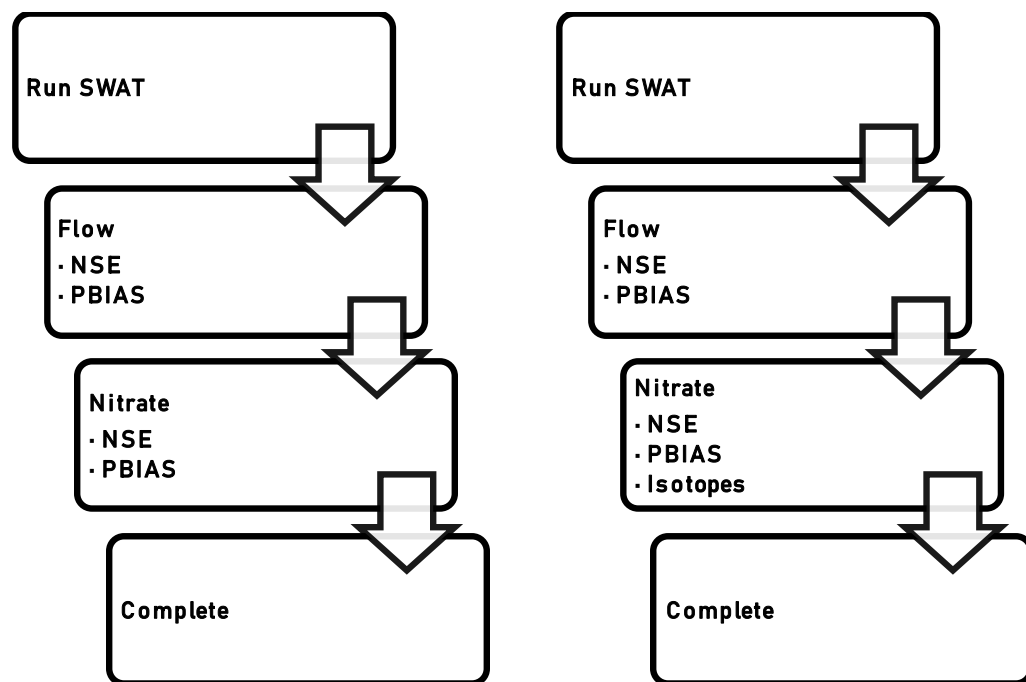 Run SWAT
Flow
· NSE
· PBIAS
Nitrate
· NSE
· PBIAS
Complete
Run SWAT
Flow
· NSE
· PBIAS
Nitrate
· NSE
· PBIAS
· Isotopes
Complete